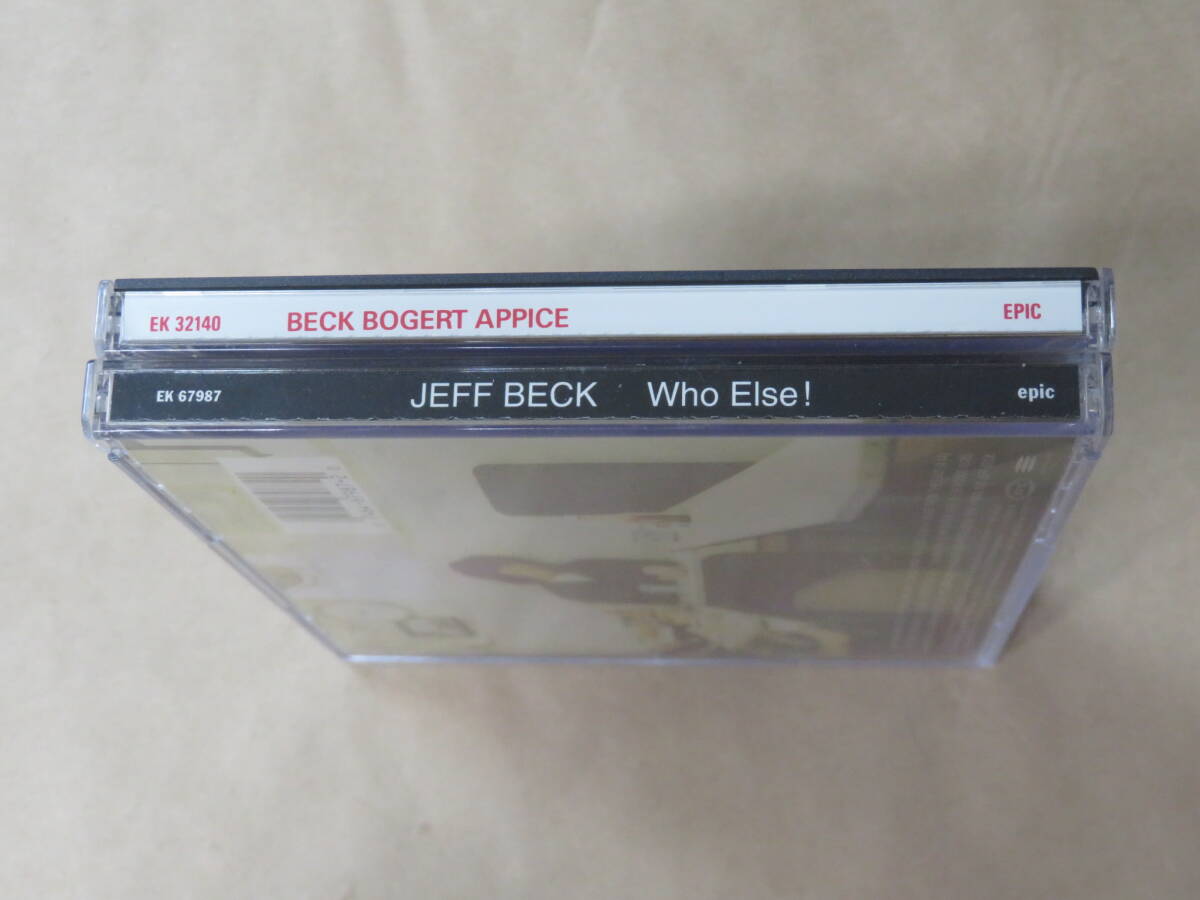 EK 32140 BECK BOGERT APPICE EPIC
EK 67987 JEFF BECK Who Else! epic